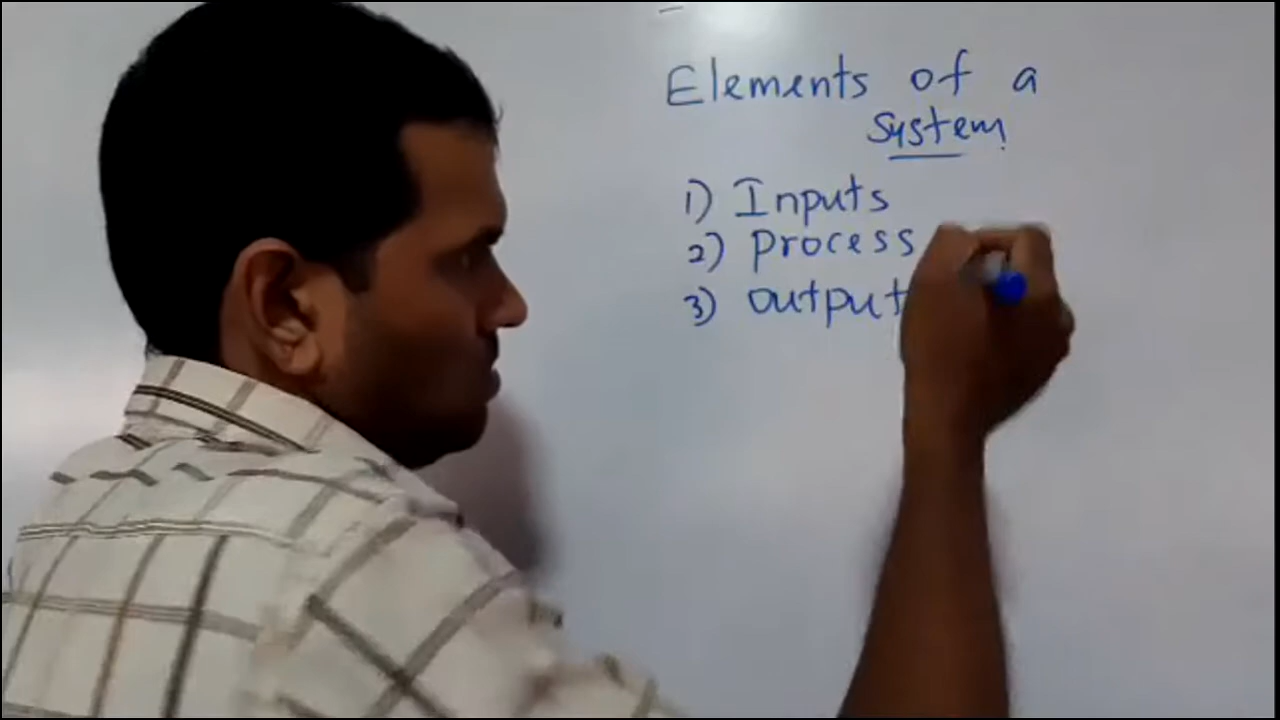 Elements of a
System
1) Inputs
2) Process
3) output